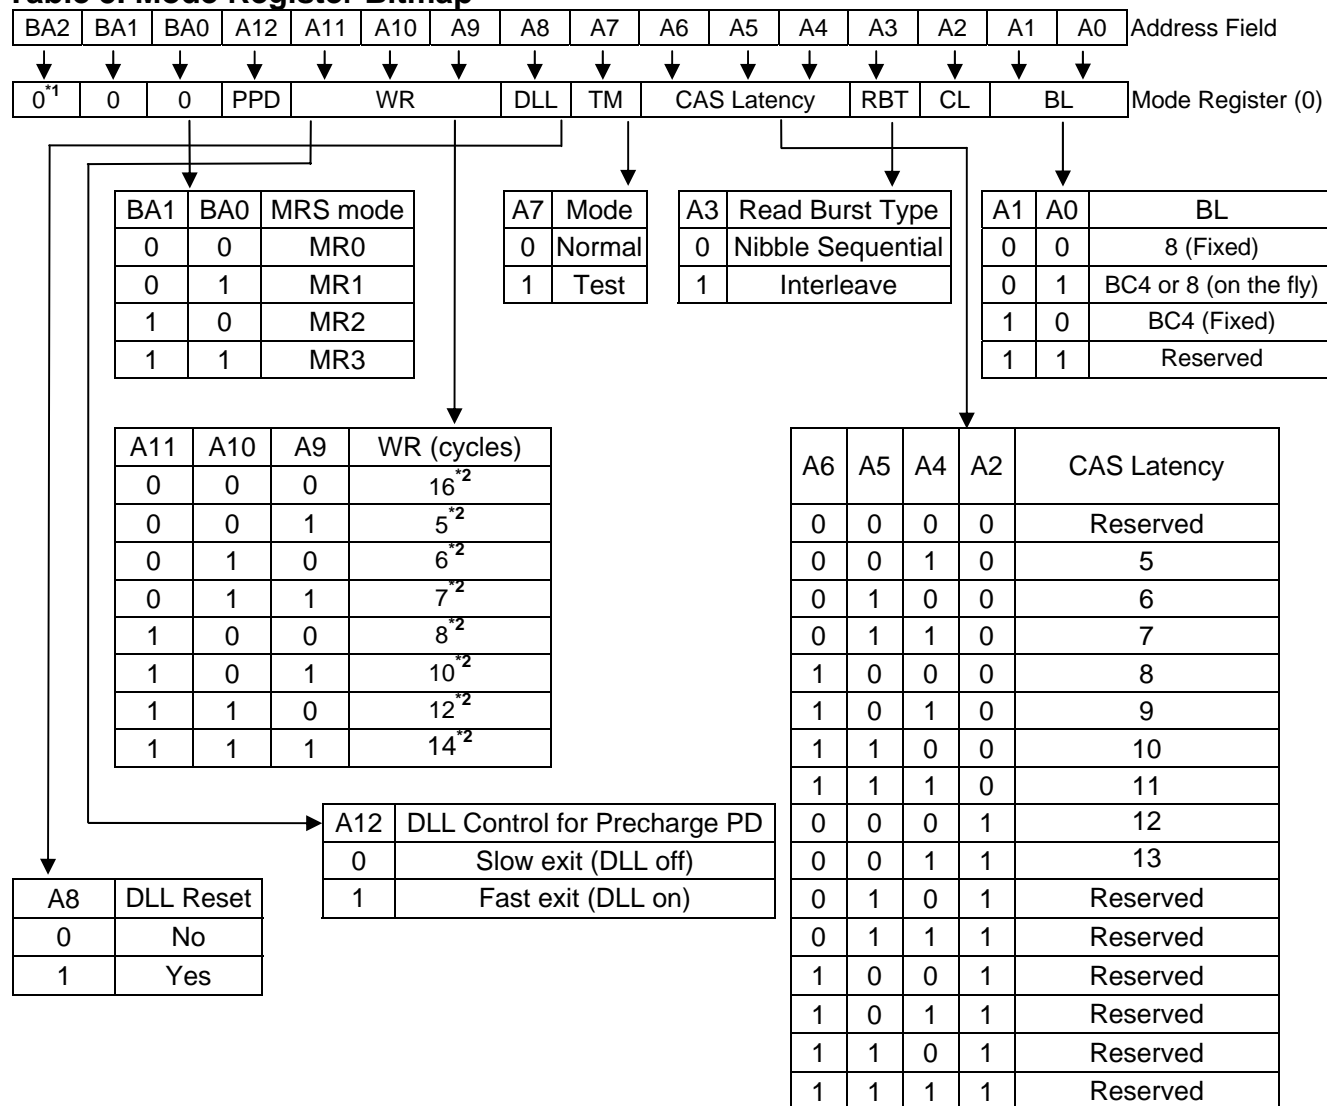 Table 5. Mode Register Bitmap
BA2 BA1 BA0 A12 A11 A10 A9 A8 A7 A6 A5 A4 A3 A2 A1 A0 Address Field
0*1 0 0 PPD WR DLL TM CAS Latency RBT CL BL Mode Register (0)
BA1 BA0 MRS mode
0 0 MR0
0 1 MR1
1 0 MR2
1 1 MR3
A7 Mode
0 Normal
1 Test
A3 Read Burst Type
0 Nibble Sequential
1 Interleave
A1 A0 BL
0 0 8 (Fixed)
0 1 BC4 or 8 (on the fly)
1 0 BC4 (Fixed)
1 1 Reserved
A11 A10 A9 WR (cycles)
0 0 0 16*2
0 0 1 5*2
0 1 0 6*2
0 1 1 7*2
1 0 0 8*2
1 0 1 10*2
1 1 0 12*2
1 1 1 14*2
A6 A5 A4 A2 CAS Latency
0 0 0 0 Reserved
0 0 1 0 5
0 1 0 0 6
0 1 1 0 7
1 0 0 0 8
1 0 1 0 9
1 1 0 0 10
1 1 1 0 11
0 0 0 1 12
0 0 1 1 13
0 1 0 1 Reserved
0 1 1 1 Reserved
1 0 0 1 Reserved
1 0 1 1 Reserved
1 1 0 1 Reserved
1 1 1 1 Reserved
A12 DLL Control for Precharge PD
0 Slow exit (DLL off)
1 Fast exit (DLL on)
A8 DLL Reset
0 No
1 Yes